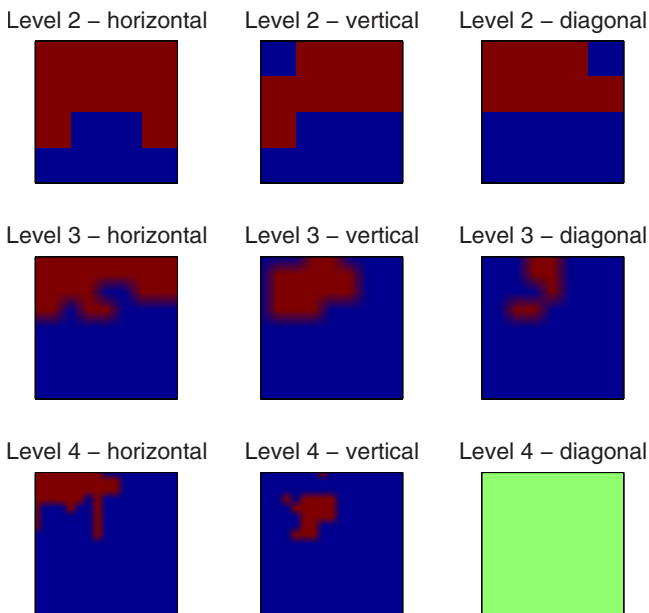 Level 2 – horizontal
Level 2 – vertical
Level 2 – diagonal
Level 3 – horizontal
Level 3 – vertical
Level 3 – diagonal
Level 4 – horizontal
Level 4 – vertical
Level 4 – diagonal